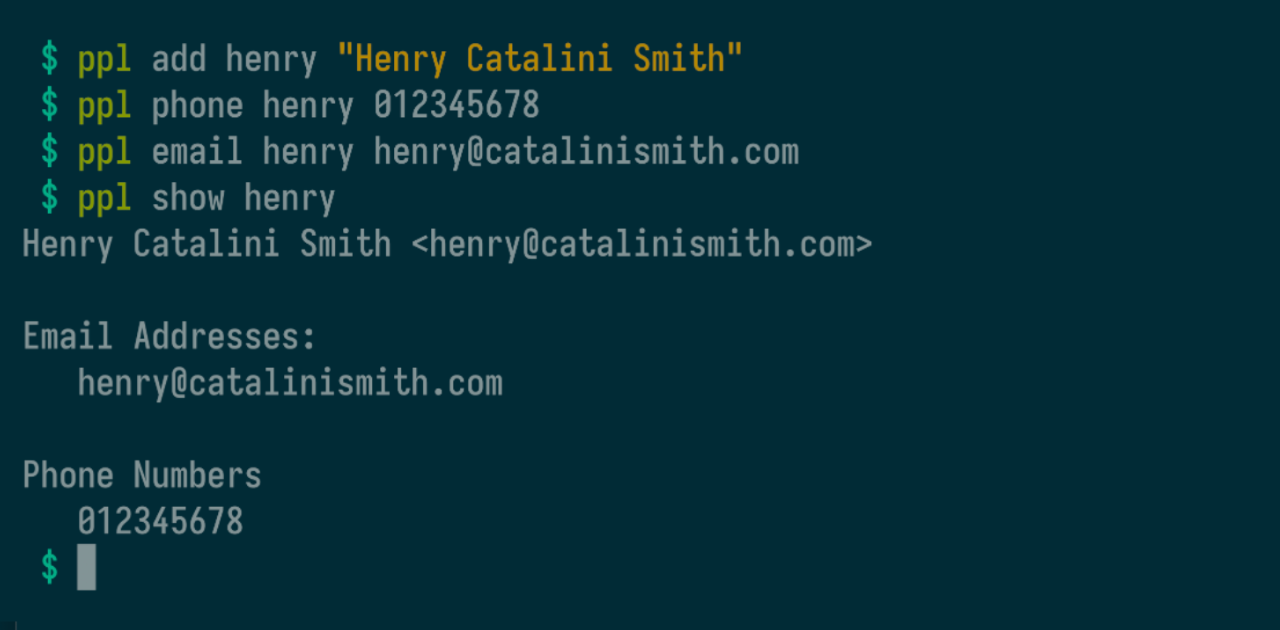 $ ppl add henry "Henry Catalini Smith"
$ ppl phone henry 012345678
$ ppl email henry henry@catalinismith.com
$ ppl show henry
Henry Catalini Smith <henry@catalinismith.com>
Email Addresses:
henry@catalinismith.com
Phone Numbers
012345678
$